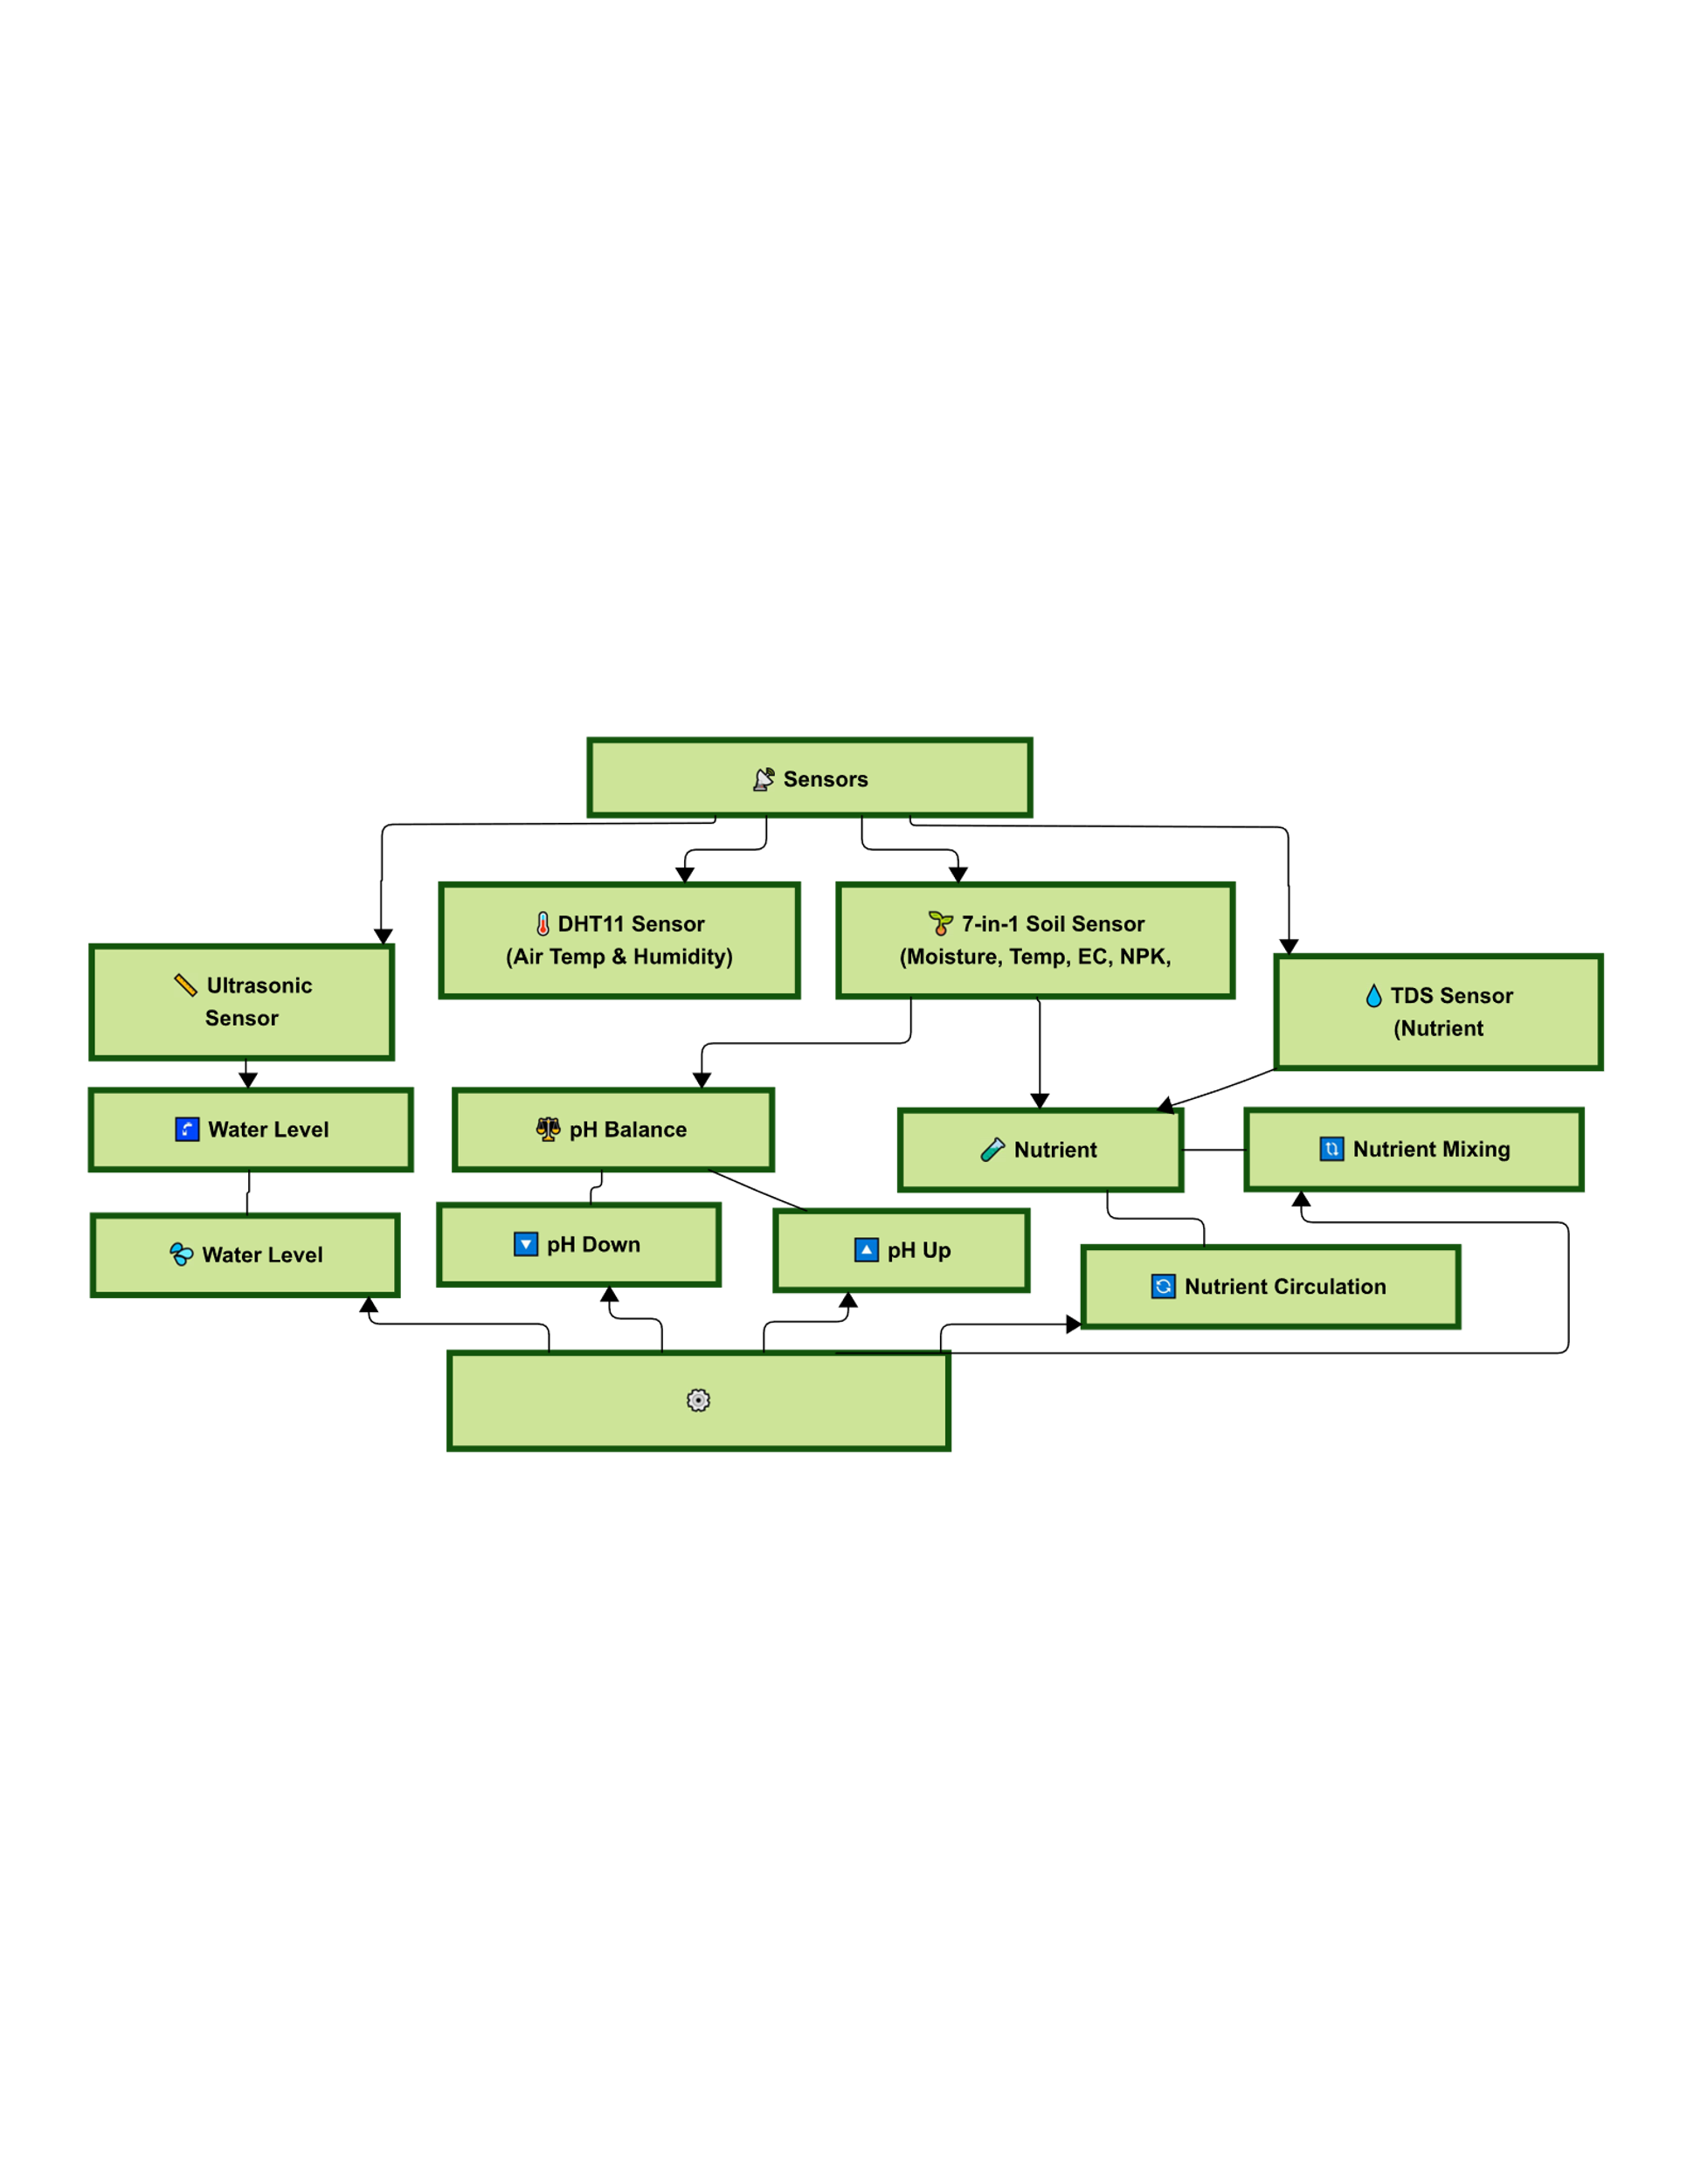 Sensors
DHT11 Sensor
(Air Temp & Humidity)
7-in-1 Soil Sensor
(Moisture, Temp, EC, NPK,
Ultrasonic
Sensor
TDS Sensor
(Nutrient
Water Level
pH Balance
Nutrient
Nutrient Mixing
Water Level
pH Down
pH Up
Nutrient Circulation